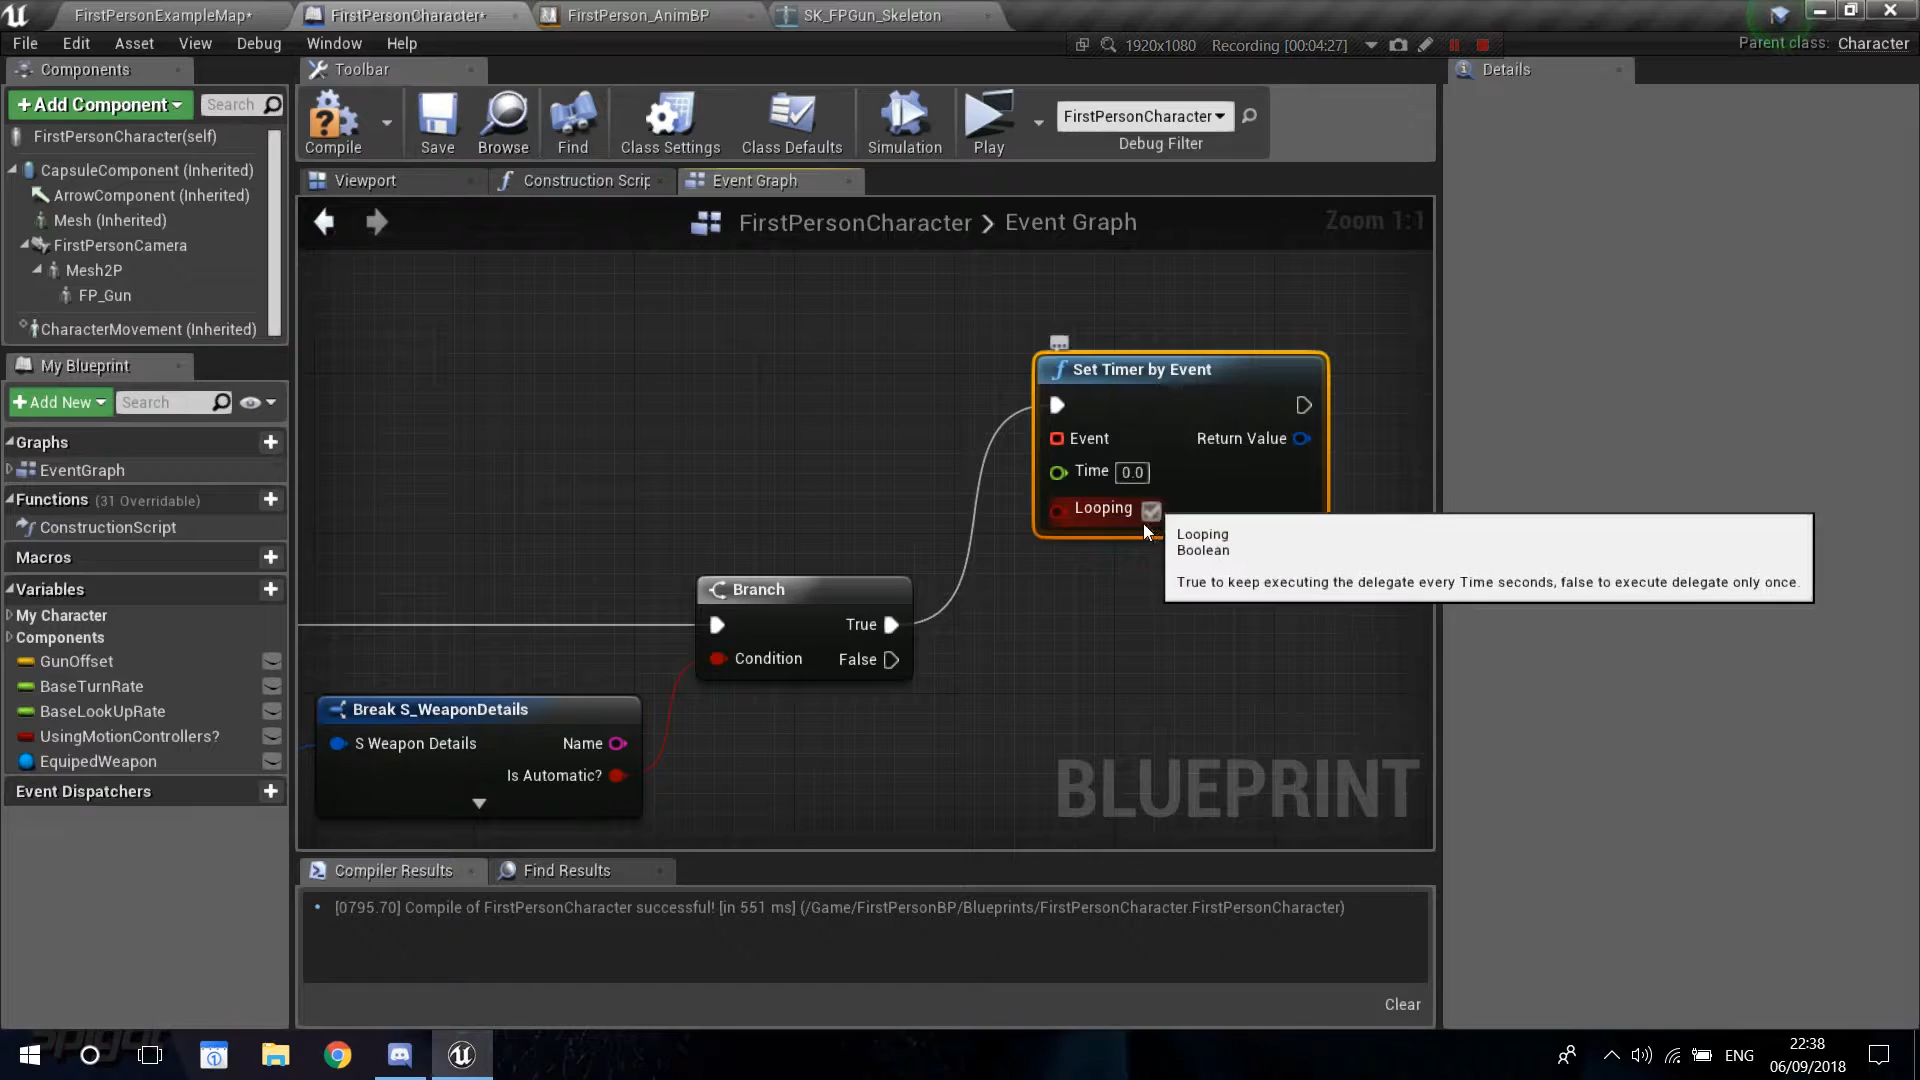 FirstPersonExampleMap*
FirstPersonCharacter*
FirstPerson_AnimBP
SK_FPGun_Skeleton
File Edit Asset View Debug Window Help
1920x1080 Recording [00:04:27]
Parent class: Character
Components
Toolbar
Details
+Add Component
Search
FirstPersonCharacter(self)
CapsuleComponent (Inherited)
ArrowComponent (Inherited)
Mesh (Inherited)
FirstPersonCamera
Mesh2P
FP_Gun
CharacterMovement (Inherited)
Compile
Save
Browse
Find
Class Settings
Class Defaults
Simulation
Play
FirstPersonCharacter
Debug Filter
Viewport
Construction Scrip
Event Graph
FirstPersonCharacter > Event Graph
Zoom 1:1
My Blueprint
+Add New
Search
Graphs
EventGraph
Functions (31 Overridable)
ConstructionScript
Macros
Variables
My Character
Components
GunOffset
BaseTurnRate
BaseLookUpRate
UsingMotionControllers?
EquipedWeapon
Event Dispatchers
Set Timer by Event
Event
Return Value
Time 0.0
Looping
Looping
Boolean
True to keep executing the delegate every Time seconds, false to execute delegate only once.
Branch
True
Condition
False
Break S_WeaponDetails
S Weapon Details
Name
Is Automatic?
BLUEPRINT
Compiler Results
Find Results
[0795.70] Compile of FirstPersonCharacter successful! [in 551 ms] (/Game/FirstPersonBP/Blueprints/FirstPersonCharacter.FirstPersonCharacter)
Clear
ENG
22:38
06/09/2018